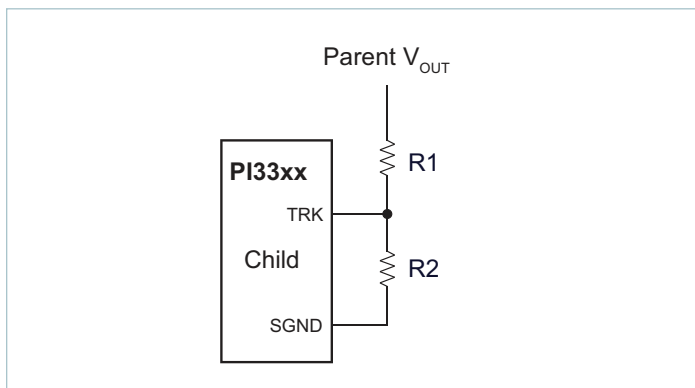 Parent VOUT
R1
PI33xx
TRK
Child
R2
SGND